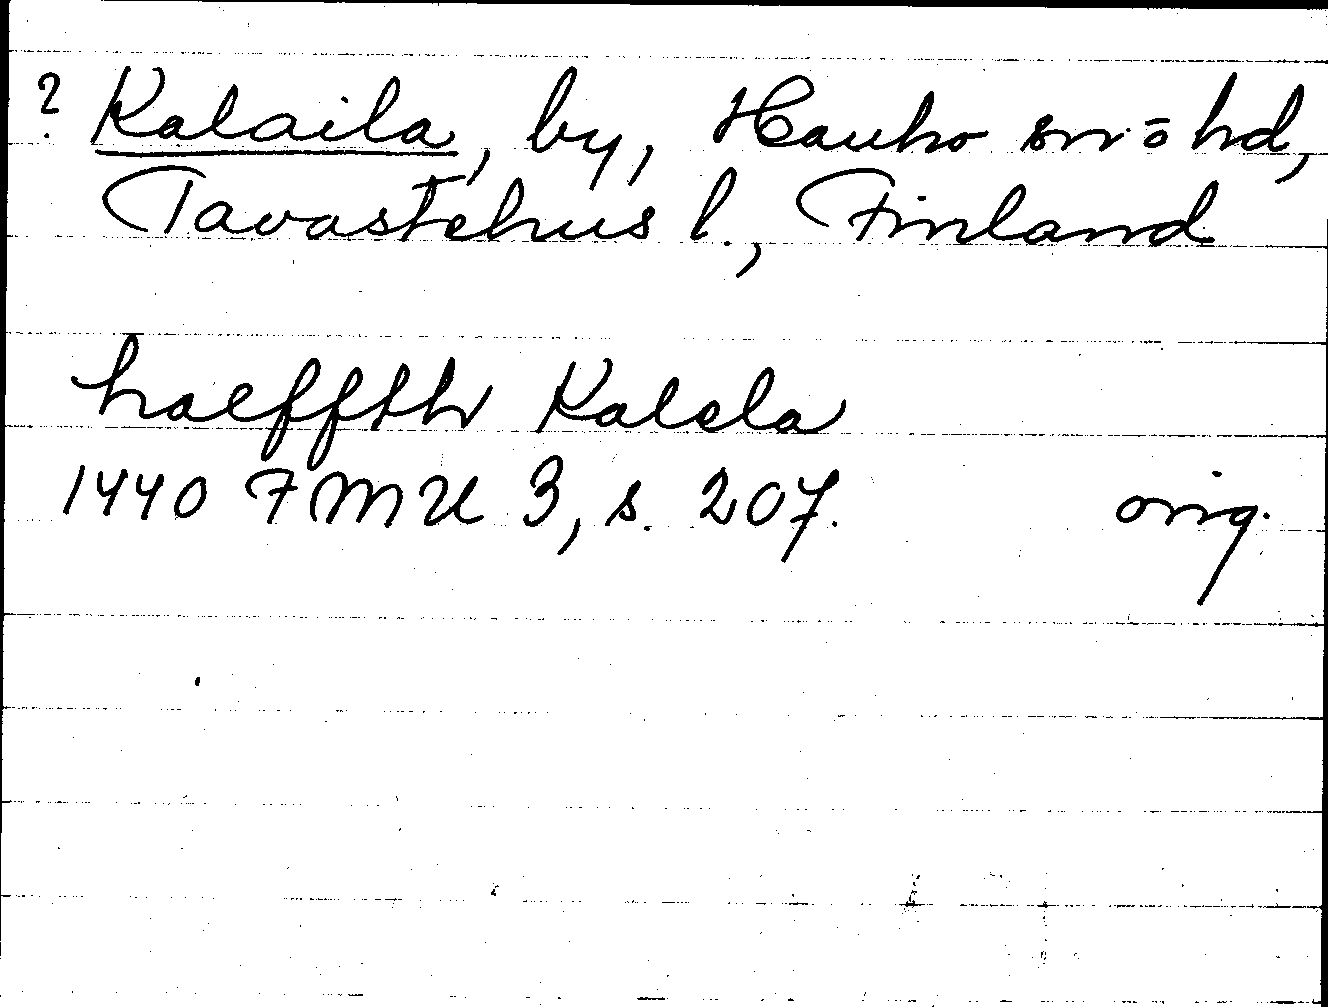 ? Kalaila, by, Hauho sn o hd,
Tavastehus l., Finland
haelffth Kalela
1440 FMU 3, s. 207. orig.